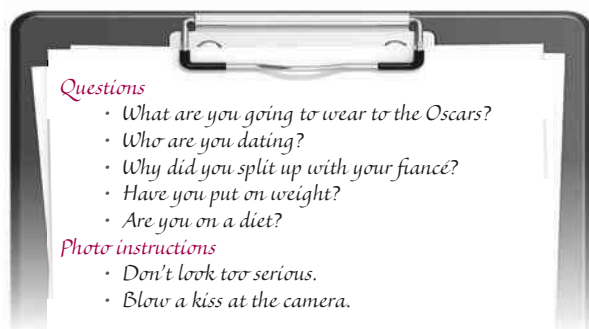 Questions
• What are you going to wear to the Oscars?
• Who are you dating?
• Why did you split up with your fiancé?
• Have you put on weight?
• Are you on a diet?
Photo instructions
• Don't look too serious.
• Blow a kiss at the camera.